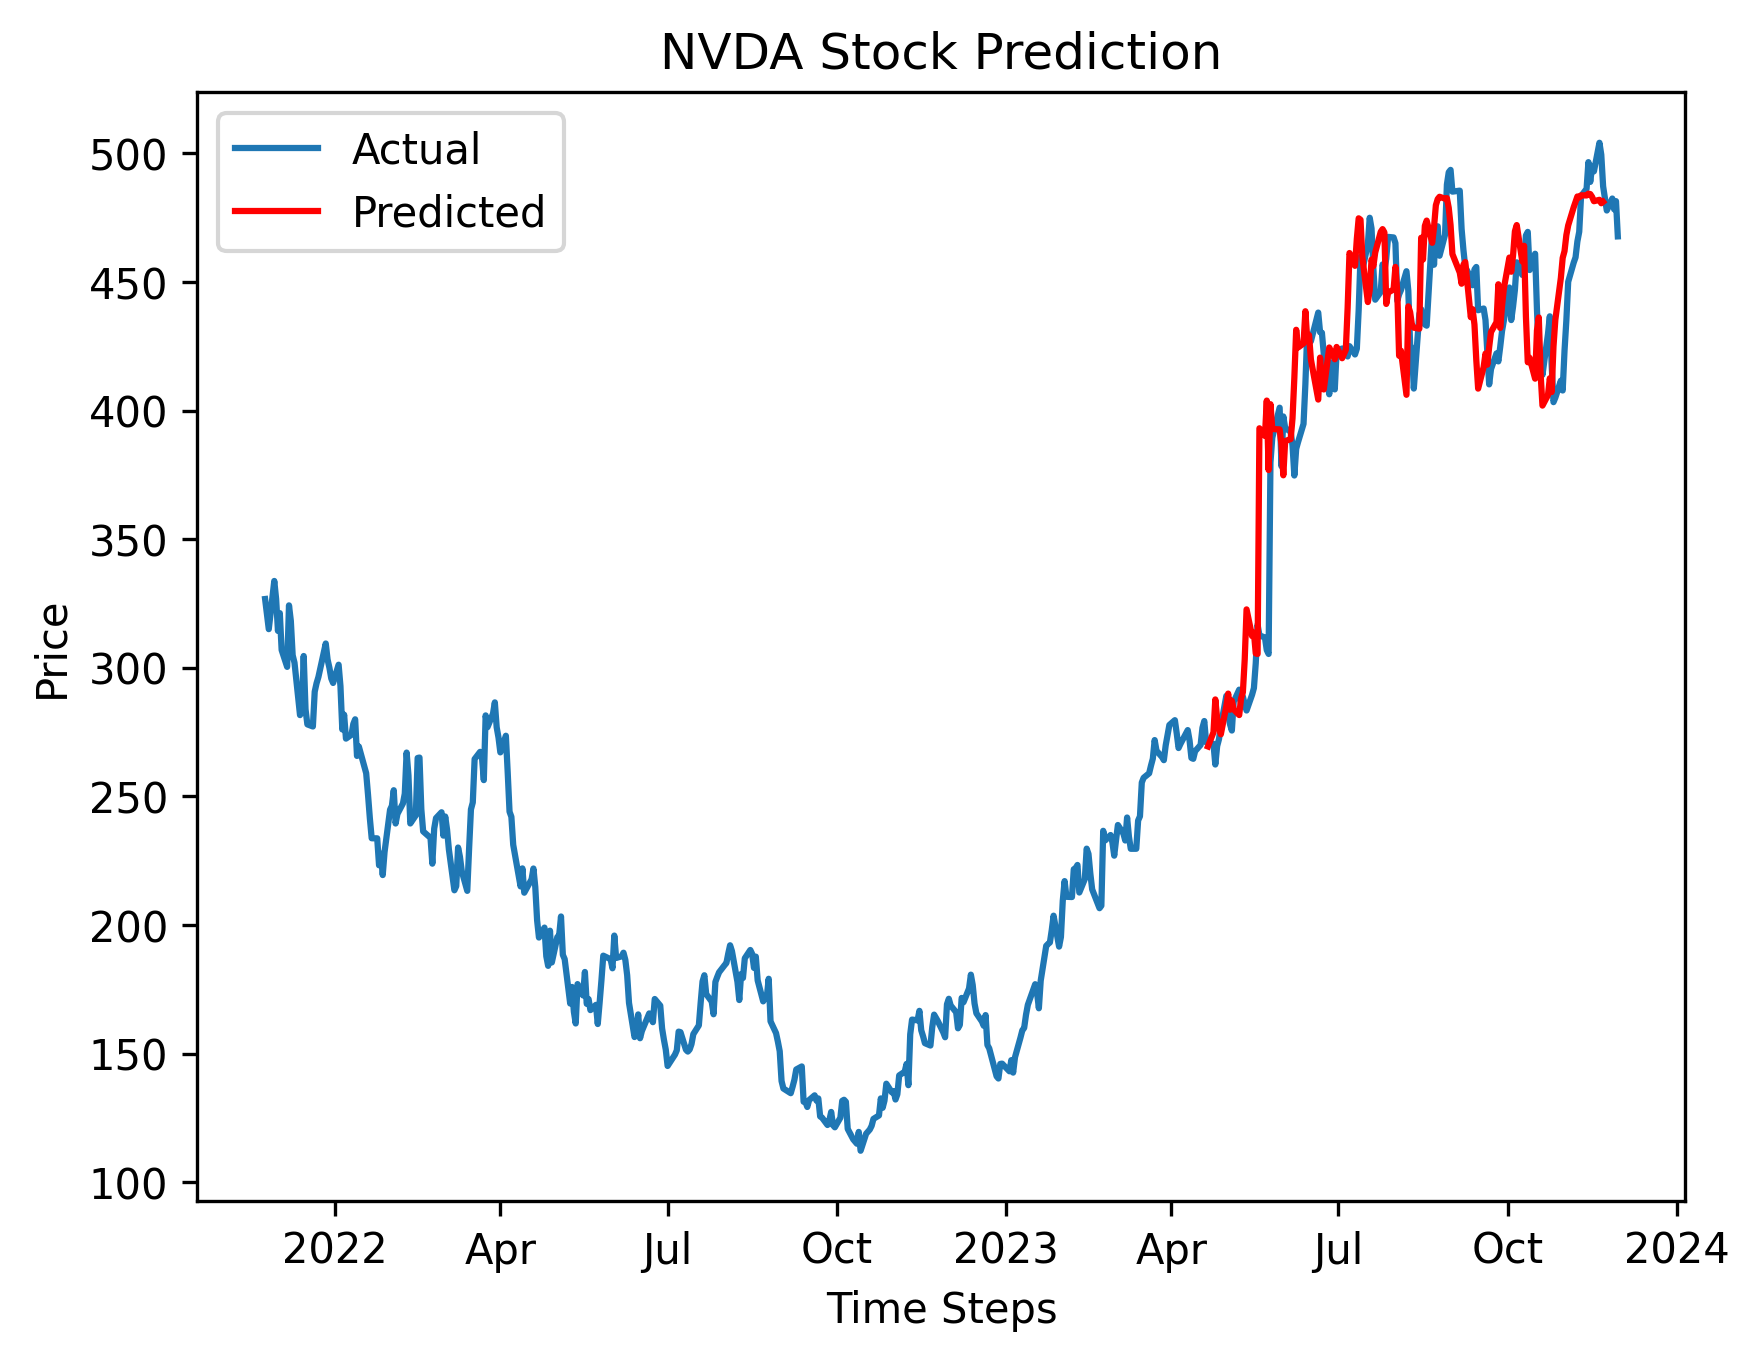 NVDA Stock Prediction
Actual
Predicted
Price
500
450
400
350
300
250
200
150
100
2022 Apr Jul Oct 2023 Apr Jul Oct 2024
Time Steps